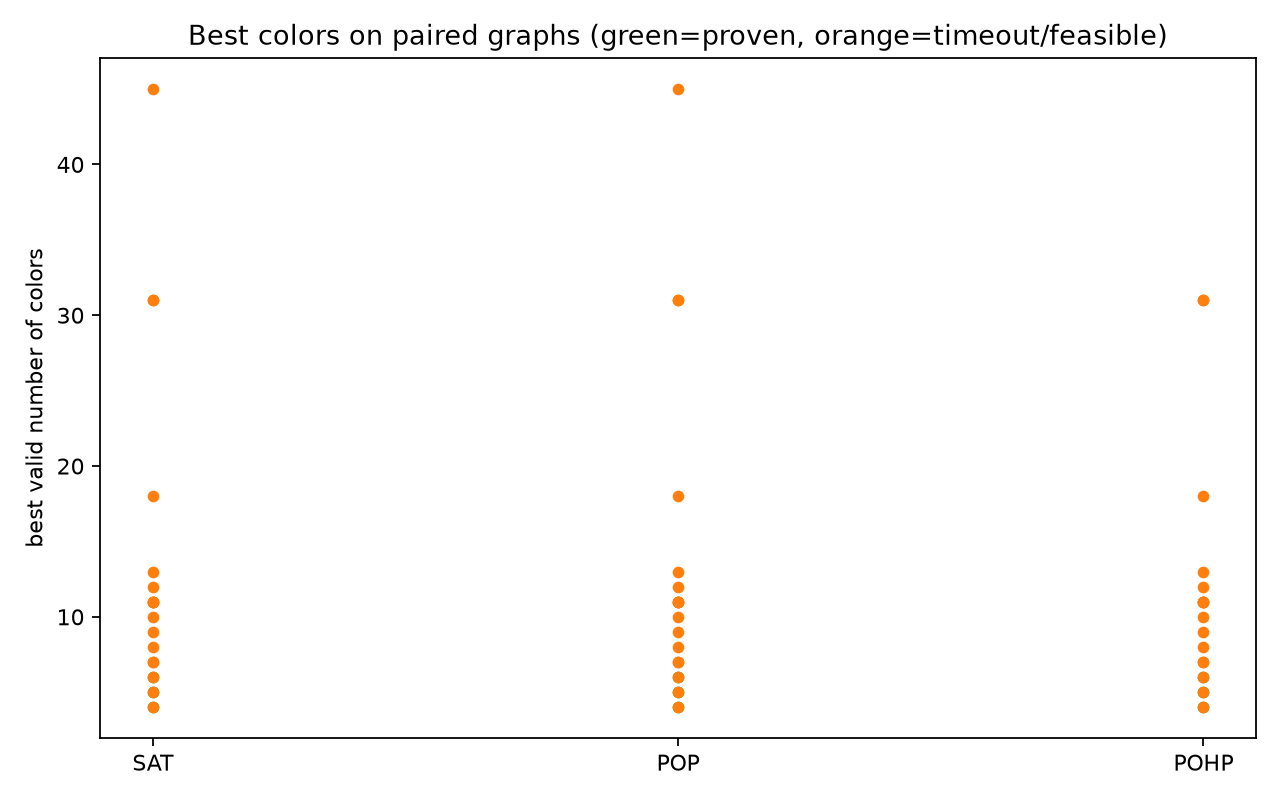 Best colors on paired graphs (green=proven, orange=timeout/feasible)
best valid number of colors
40
30
20
10
SAT
POP
POHP